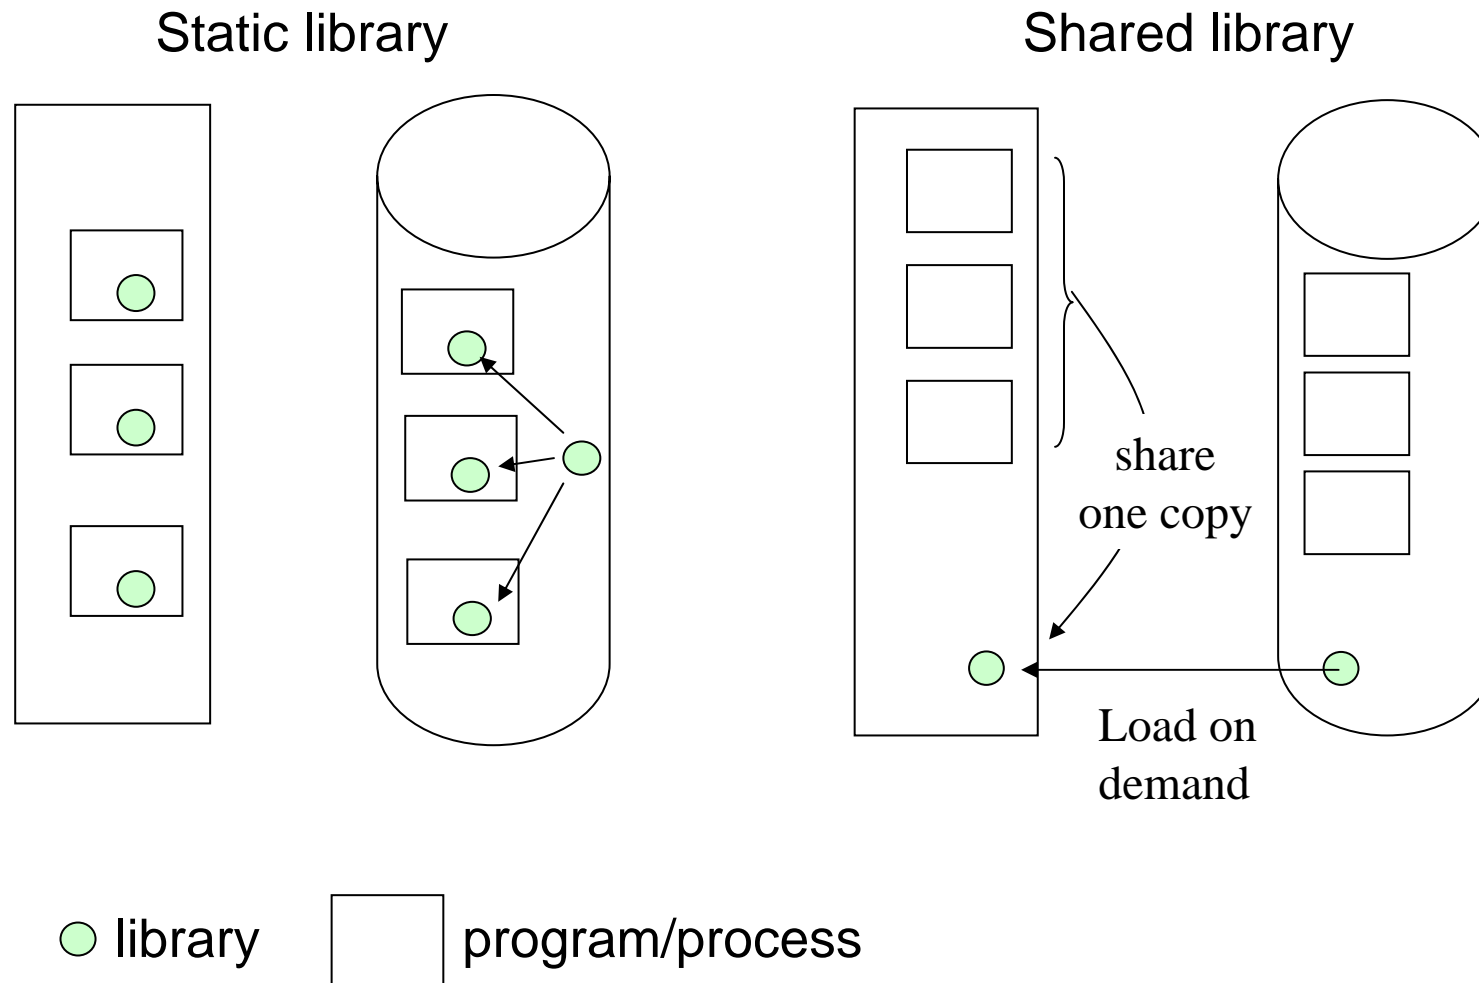 Static library
Shared library
share
one copy
Load on
demand
library
program/process